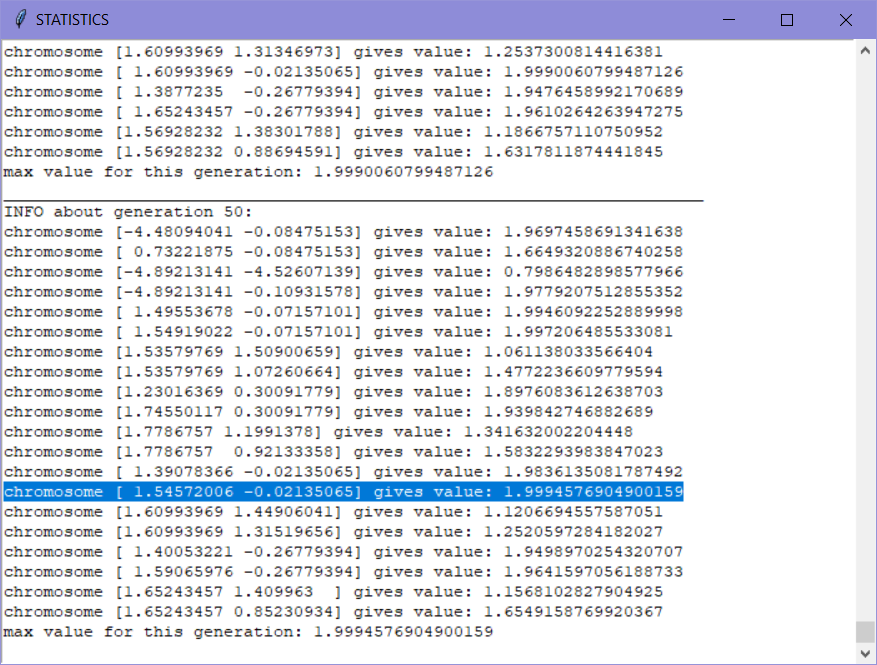 STATISTICS
chromosome [1.60993969 1.31346973] gives value: 1.2537300814416381
chromosome [ 1.60993969 -0.02135065] gives value: 1.9990060799487126
chromosome [ 1.3877235  -0.26779394] gives value: 1.9476458992170689
chromosome [ 1.65243457 -0.26779394] gives value: 1.9610264263947275
chromosome [1.56928232 1.38301788] gives value: 1.1866757110750952
chromosome [1.56928232 0.88694591] gives value: 1.6317811874441845
max value for this generation: 1.9990060799487126
______________________________________________________________________
INFO about generation 50:
chromosome [-4.48094041 -0.08475153] gives value: 1.9697458691341638
chromosome [ 0.73221875 -0.08475153] gives value: 1.6649320886740258
chromosome [-4.89213141 -4.52607139] gives value: 0.7986482898577966
chromosome [-4.89213141 -0.10931578] gives value: 1.9779207512855352
chromosome [ 1.49553678 -0.07157101] gives value: 1.9946092252889998
chromosome [ 1.54919022 -0.07157101] gives value: 1.997206485533081
chromosome [1.53579769 1.50900659] gives value: 1.061138033566404
chromosome [1.53579769 1.07260664] gives value: 1.4772236609779594
chromosome [1.23016369 0.30091779] gives value: 1.8976083612638703
chromosome [1.74550117 0.30091779] gives value: 1.939842746882689
chromosome [1.7786757 1.1991378] gives value: 1.341632002204448
chromosome [1.7786757  0.92133358] gives value: 1.5832293983847023
chromosome [ 1.39078366 -0.02135065] gives value: 1.9836135081787492
chromosome [ 1.54572006 -0.02135065] gives value: 1.9994576904900159
chromosome [1.60993969 1.44906041] gives value: 1.1206694557587051
chromosome [1.60993969 1.31519656] gives value: 1.2520597284182027
chromosome [ 1.40053221 -0.26779394] gives value: 1.9498970254320707
chromosome [ 1.59065976 -0.26779394] gives value: 1.9641597056188733
chromosome [1.65243457 1.409963  ] gives value: 1.1568102827904925
chromosome [1.65243457 0.85230934] gives value: 1.6549158769920367
max value for this generation: 1.9994576904900159